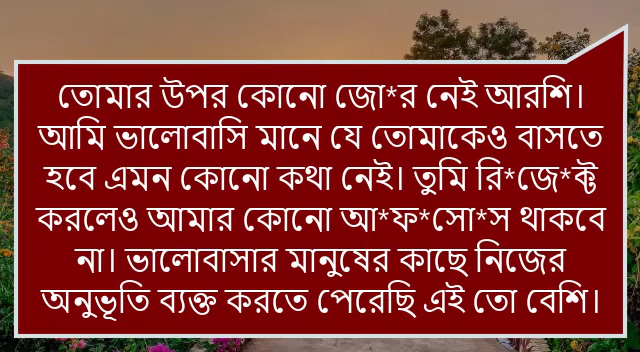 তোমার উপর কোনো জো*র নেই আরশি।
আমি ভালোবাসি মানে যে তোমাকেও বাসতে
হবে এমন কোনো কথা নেই। তুমি রি*জে*ক্ট
করলেও আমার কোনো আ*ফ*সো*স থাকবে
না। ভালোবাসার মানুষের কাছে নিজের
অনুভূতি ব্যক্ত করতে পেরেছি এই তো বেশি।